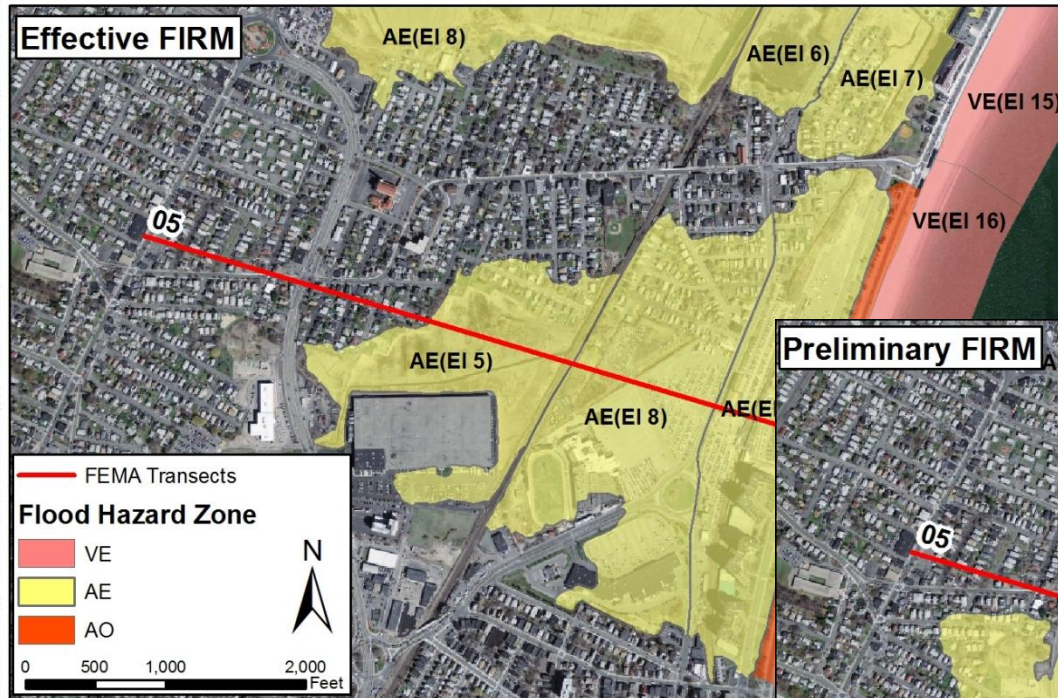 Effective FIRM
AE(El 8)
AE(El 6)
AE(El 7)
VE(El 15)
VE(El 16)
05
AE(El 5)
AE(El 8)
AE(El
Preliminary FIRM
A
05
FEMA Transects
Flood Hazard Zone
VE
AE
AO
N
0 500 1,000 2,000
Feet